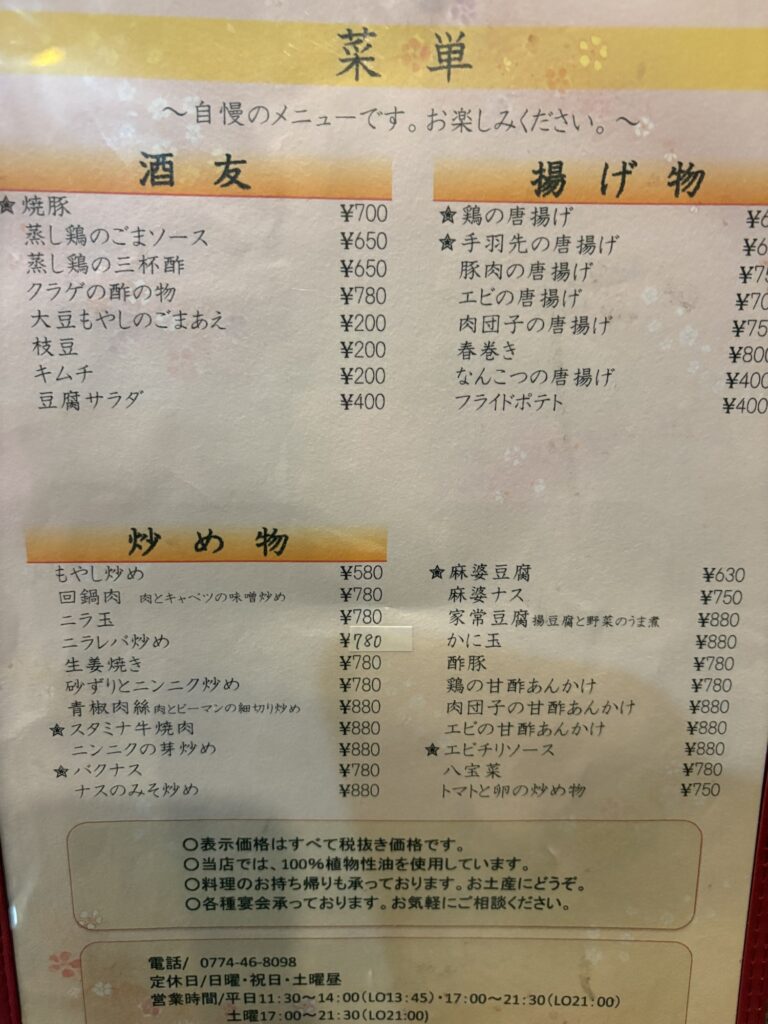 菜単
～自慢のメニューです。お楽しみください。～
酒友
★焼豚 ¥700
蒸し鶏のごまソース ¥650
蒸し鶏の三杯酢 ¥650
クラゲの酢の物 ¥780
大豆もやしのごまあえ ¥200
枝豆 ¥200
キムチ ¥200
豆腐サラダ ¥400
揚げ物
★鶏の唐揚げ
★手羽先の唐揚げ
豚肉の唐揚げ
エビの唐揚げ
肉団子の唐揚げ
春巻き ¥800
なんこつの唐揚げ ¥400
フライドポテト ¥400
炒め物
もやし炒め ¥580
回鍋肉 肉とキャベツの味噌炒め ¥780
ニラ玉 ¥780
ニラレバ炒め ¥780
生姜焼き ¥780
砂ずりとニンニク炒め ¥780
青椒肉絲 肉とピーマンの細切り炒め ¥880
★スタミナ牛焼肉 ¥880
ニンニクの芽炒め ¥880
★バクナス ¥780
ナスのみそ炒め ¥880
★麻婆豆腐 ¥630
麻婆ナス ¥750
家常豆腐 揚豆腐と野菜のうま煮 ¥880
かに玉 ¥880
酢豚 ¥780
鶏の甘酢あんかけ ¥780
肉団子の甘酢あんかけ ¥880
エビの甘酢あんかけ ¥880
★エビチリソース ¥880
八宝菜 ¥780
トマトと卵の炒め物 ¥750
○表示価格はすべて税抜き価格です。
○当店では、100%植物性油を使用しています。
○料理のお持ち帰りも承っております。お土産にどうぞ。
○各種宴会承っております。お気軽にご相談ください。
電話/ 0774-46-8098
定休日/日曜・祝日・土曜昼
営業時間/平日11:30～14:00(LO13:45)・17:00～21:30(LO21:00)
土曜17:00～21:30(LO21:00)